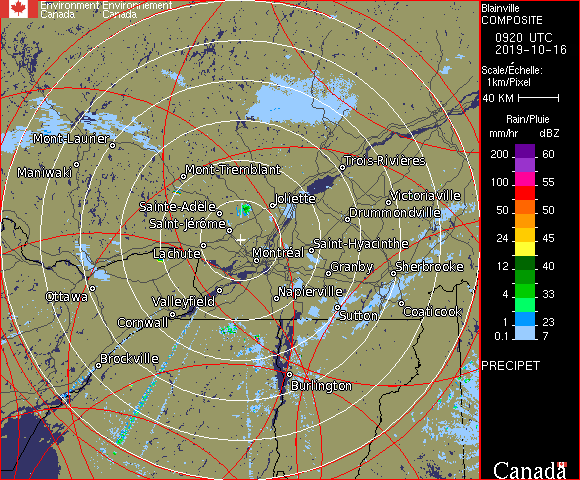 Environment Environnement
Canada Canada
Blainville
COMPOSITE
0920 UTC
2019-10-16
Scale/Échelle:
1km/Pixel
40 KM
Rain/Pluie
mm/hr dBZ
200 60
150 55
100 55
50 50
24 45
12 40
4 33
1 23
0.1 7
Mont-Laurier
Maniwaki
Mont-Tremblant
Trois-Rivières
Joliette
Victoriaville
Sainte-Adèle
Drummondville
Saint-Jérôme
Saint-Hyacinthe
Lachute
Montréal
Granby
Sherbrooke
Ottawa
Valleyfield
Napierville
Cornwall
Sutton
Coaticook
Brockville
Burlington
PRECIPET
Canada